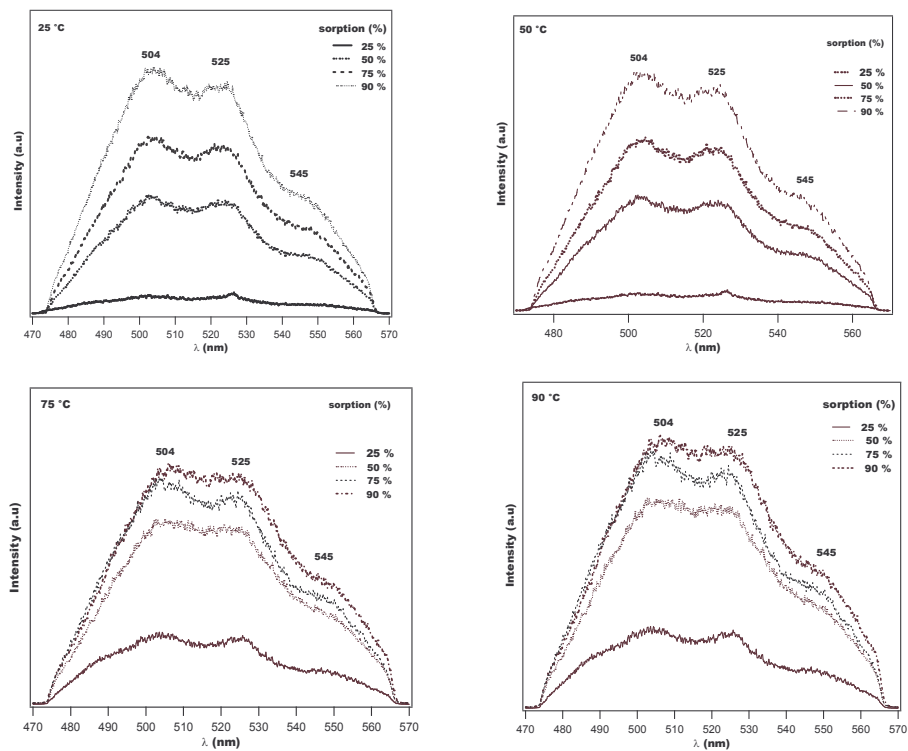 25 °C
sorption (%)
25 %
50 %
75 %
90 %
504
525
545
Intensity (a.u)
470 480 490 500 510 520 530 540 550 560 570
λ (nm)
50 °C
sorption (%)
25 %
50 %
75 %
90 %
504
525
545
Intensity (a.u)
480 500 520 540 560
λ (nm)
75 °C
sorption (%)
25 %
50 %
75 %
90 %
504
525
545
Intensity (a.u)
470 480 490 500 510 520 530 540 550 560 570
λ (nm)
90 °C
sorption (%)
25 %
50 %
75 %
90 %
504
525
545
Intensity (a.u)
470 480 490 500 510 520 530 540 550 560 570
λ (nm)